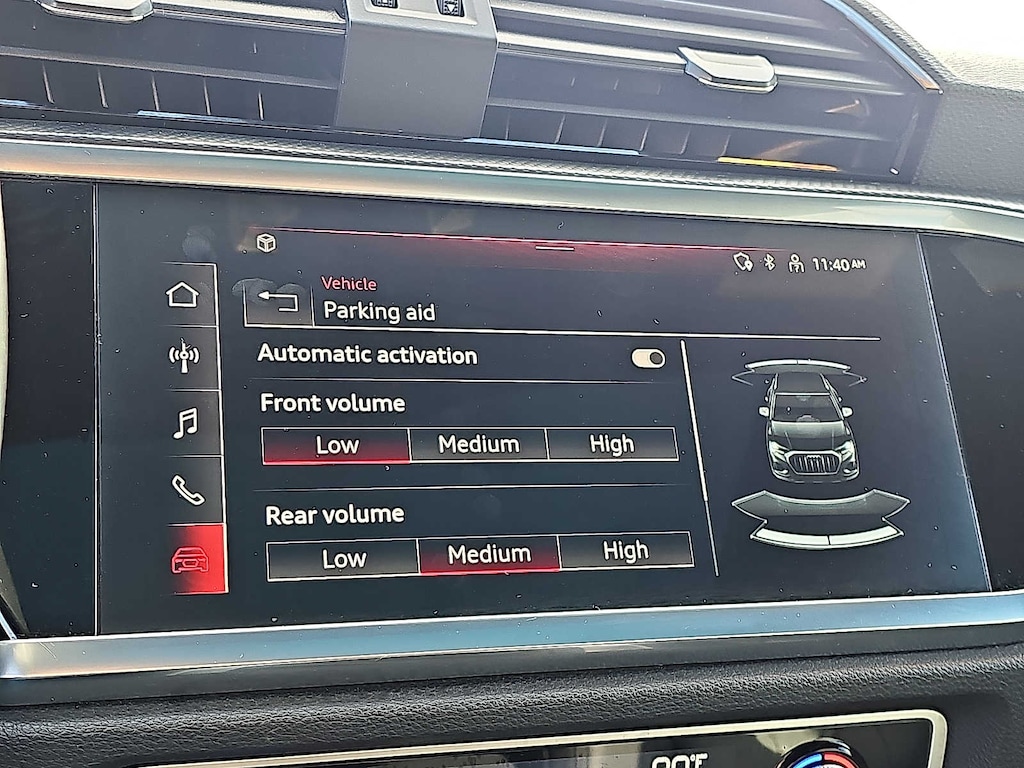 11:40 AM
Vehicle
Parking aid
Automatic activation
Front volume
Low Medium High
Rear volume
Low Medium High